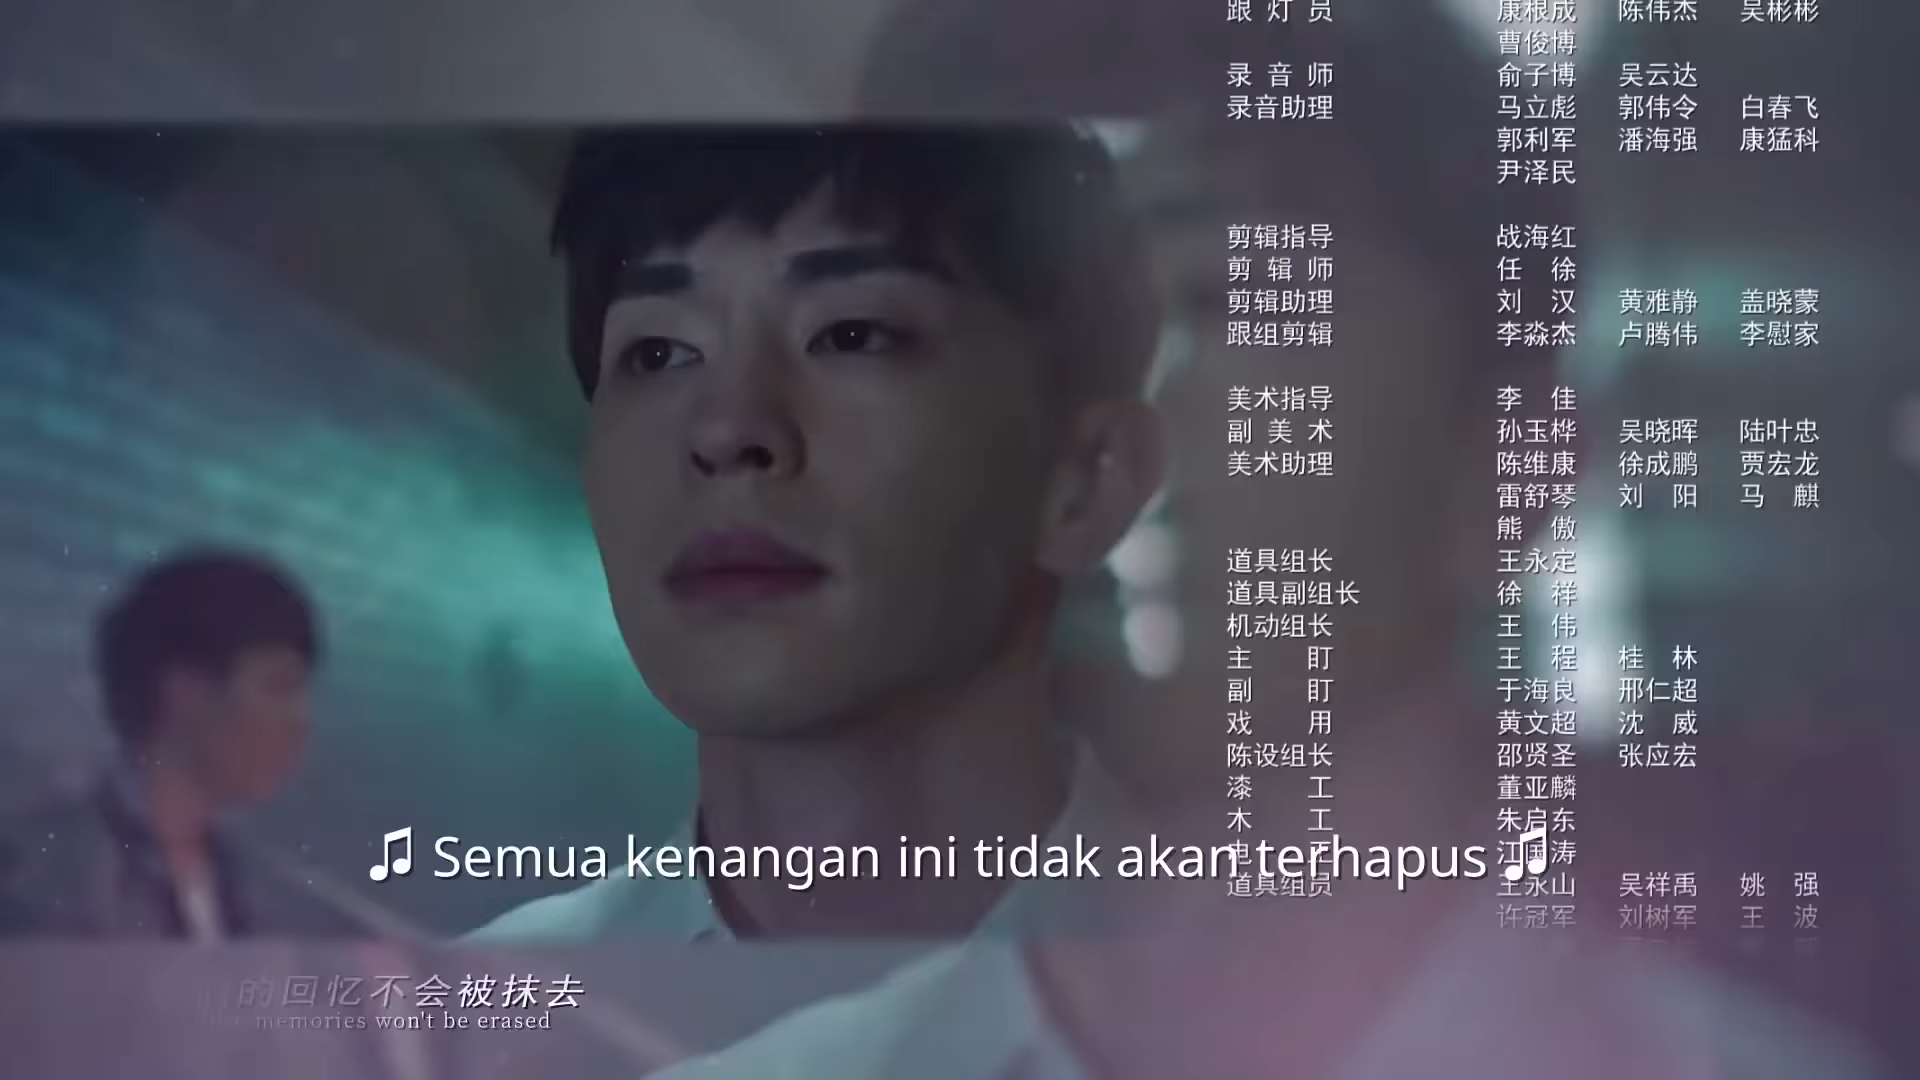 跟 灯 员 康根成 陈伟杰 吴彬彬
曹俊博
录 音 师 俞子博 吴云达
录音助理 马立彪 郭伟令 白春飞
郭利军 潘海强 康猛科
尹泽民
剪辑指导 战海红
剪 辑 师 任 徐
剪辑助理 刘 汉 黄雅静 盖晓蒙
跟组剪辑 李淼杰 卢腾伟 李慰家
美术指导 李 佳
副 美 术 孙玉桦 吴晓晖 陆叶忠
美术助理 陈维康 徐成鹏 贾宏龙
雷舒琴 刘 阳 马 麒
熊 傲
道具组长 王永定
道具副组长 徐 祥
机动组长 王 伟
主 盯 王 程 桂 林
副 盯 于海良 邢仁超
戏 用 黄文超 沈 威
陈设组长 邵贤圣 张应宏
漆 工 董亚麟
木 工 朱启东
电 工 江国涛
♫ Semua kenangan ini tidak akan terhapus ♫
道具组员 王永山 吴祥禹 姚 强
许冠军 刘树军 王 波
的回忆不会被抹去
memories won't be erased